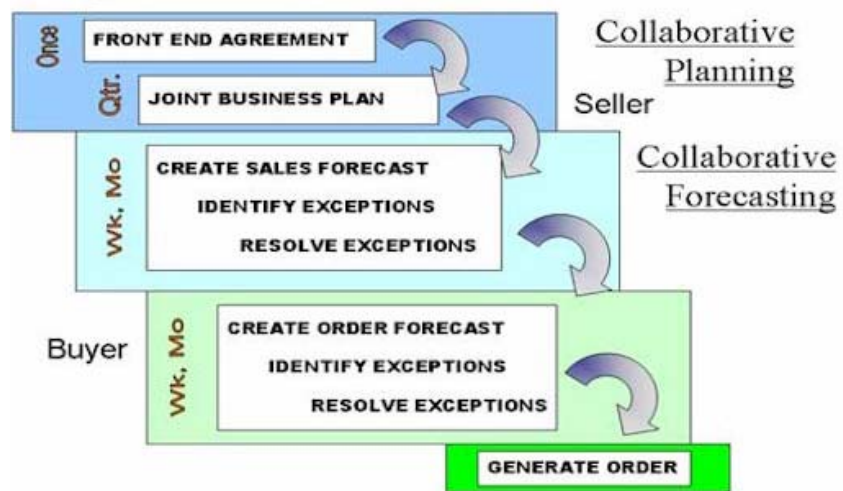 Once
FRONT END AGREEMENT
Collaborative
Planning
Qtr.
JOINT BUSINESS PLAN
Seller
Wk, Mo
CREATE SALES FORECAST
IDENTIFY EXCEPTIONS
RESOLVE EXCEPTIONS
Collaborative
Forecasting
Buyer
Wk, Mo
CREATE ORDER FORECAST
IDENTIFY EXCEPTIONS
RESOLVE EXCEPTIONS
GENERATE ORDER